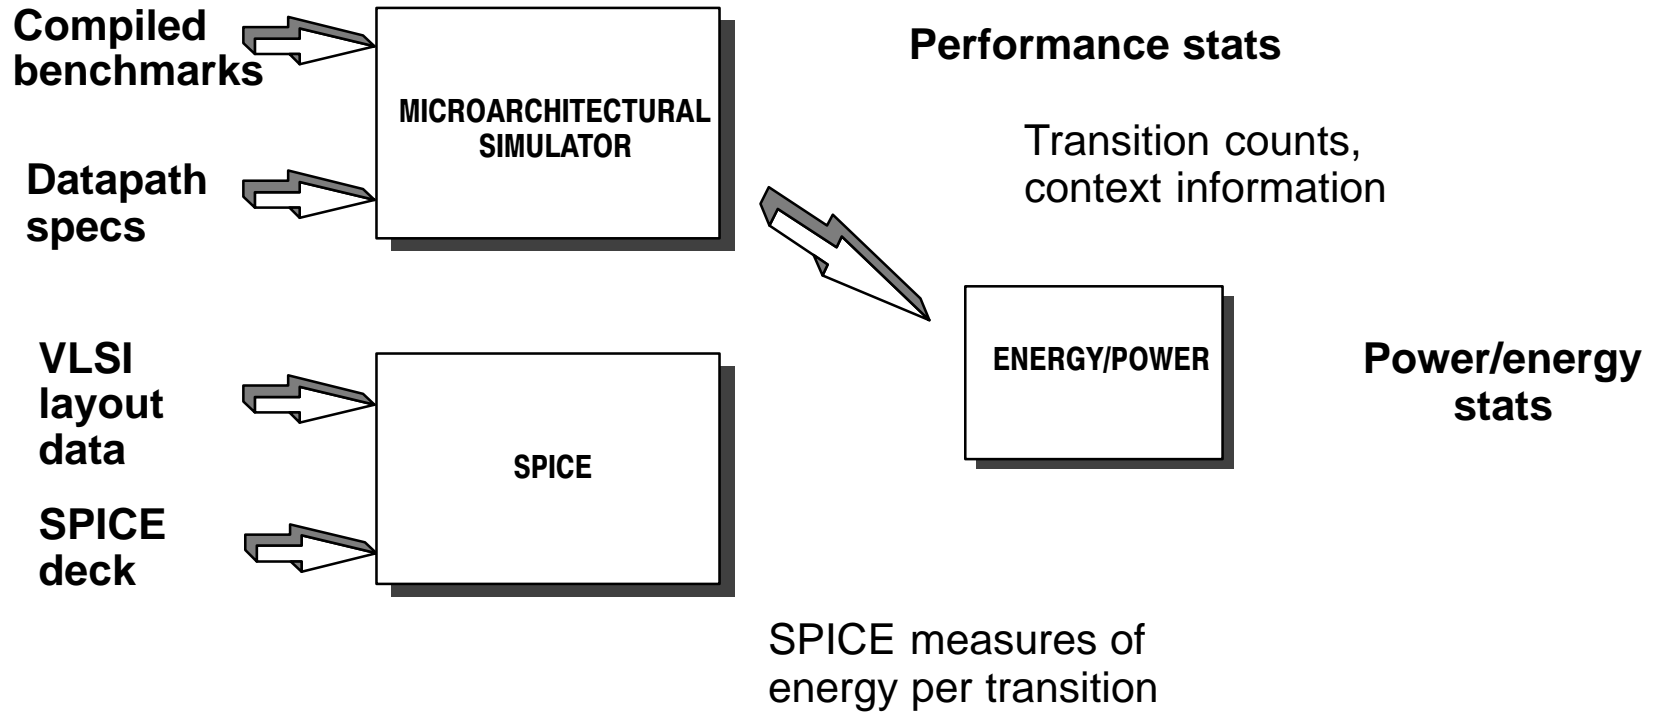 Compiled
benchmarks
Performance stats
MICROARCHITECTURAL
SIMULATOR
Transition counts,
context information
Datapath
specs
VLSI
layout
data
ENERGY/POWER
Power/energy
stats
SPICE
SPICE
deck
SPICE measures of
energy per transition